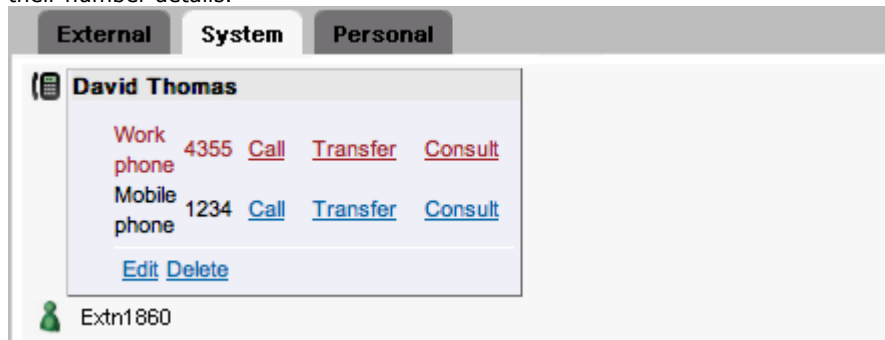 their number details.
External System Personal
David Thomas
Work
phone 4355 Call Transfer Consult
Mobile
phone 1234 Call Transfer Consult
Edit Delete
Extn1860